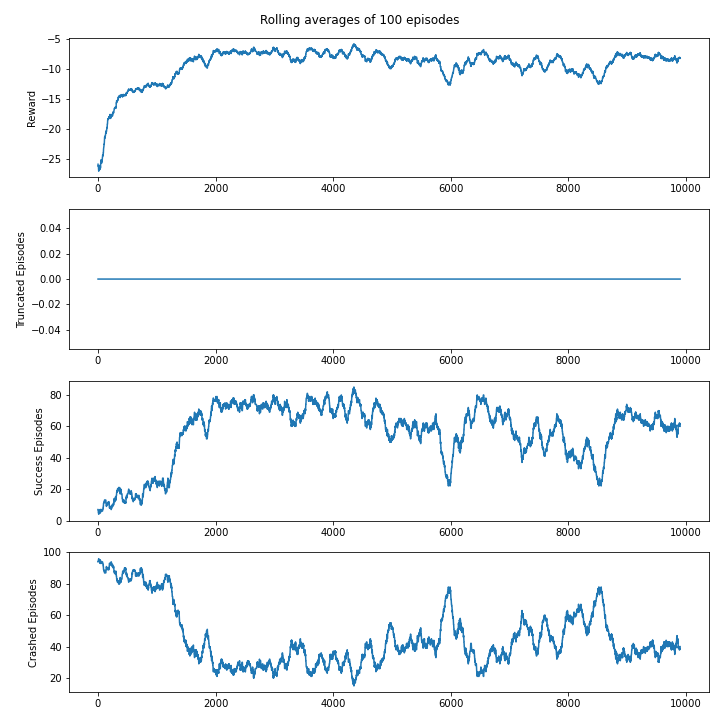 Rolling averages of 100 episodes
−5
−10
−15
−20
−25
Reward
0 2000 4000 6000 8000 10000
0.04
0.02
0.00
−0.02
−0.04
Truncated Episodes
0 2000 4000 6000 8000 10000
80
60
40
20
0
Success Episodes
0 2000 4000 6000 8000 10000
100
80
60
40
20
Crashed Episodes
0 2000 4000 6000 8000 10000